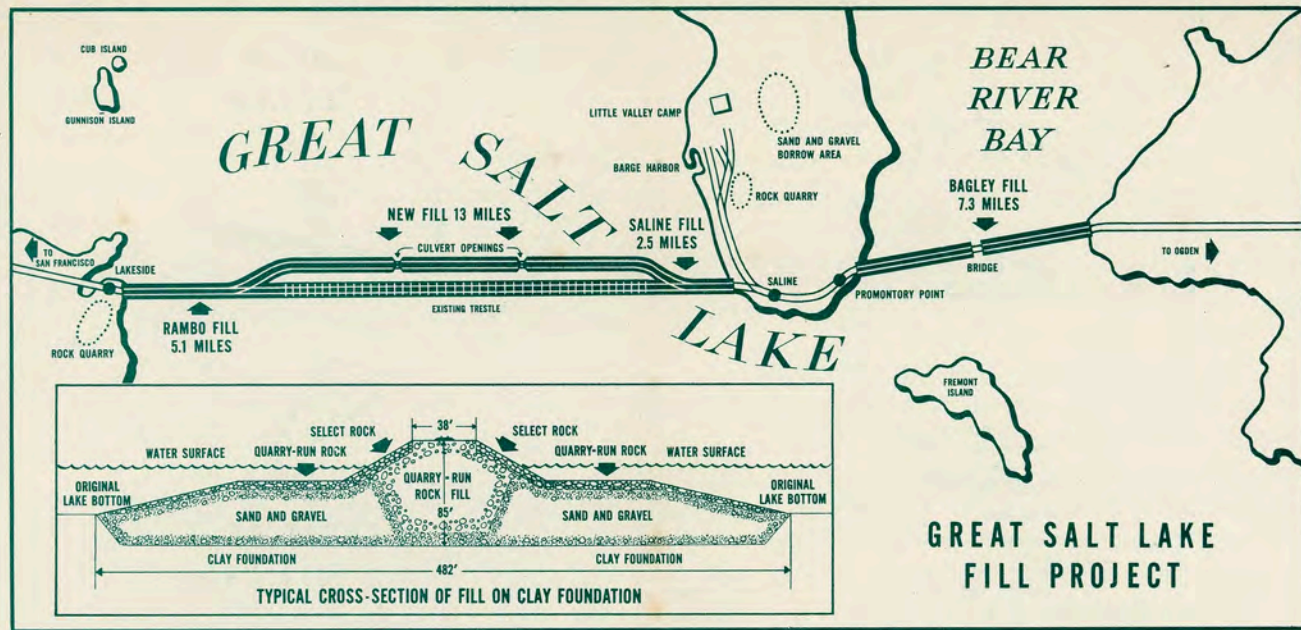 CUB ISLAND
GUNNISON ISLAND
GREAT SALT LAKE
LITTLE VALLEY CAMP
SAND AND GRAVEL
BORROW AREA
BARGE HARBOR
ROCK QUARRY
BEAR
RIVER
BAY
BAGLEY FILL
7.3 MILES
NEW FILL 13 MILES
CULVERT OPENINGS
SALINE FILL
2.5 MILES
TO
SAN FRANCISCO
LAKESIDE
EXISTING TRESTLE
SALINE
PROMONTORY POINT
BRIDGE
TO OGDEN
RAMBO FILL
5.1 MILES
ROCK QUARRY
FREMONT
ISLAND
38'
SELECT ROCK
SELECT ROCK
WATER SURFACE
QUARRY-RUN ROCK
QUARRY-RUN ROCK
WATER SURFACE
ORIGINAL
LAKE BOTTOM
QUARRY-RUN
ROCK FILL
85'
ORIGINAL
LAKE BOTTOM
SAND AND GRAVEL
SAND AND GRAVEL
CLAY FOUNDATION
CLAY FOUNDATION
482'
TYPICAL CROSS-SECTION OF FILL ON CLAY FOUNDATION
GREAT SALT LAKE
FILL PROJECT